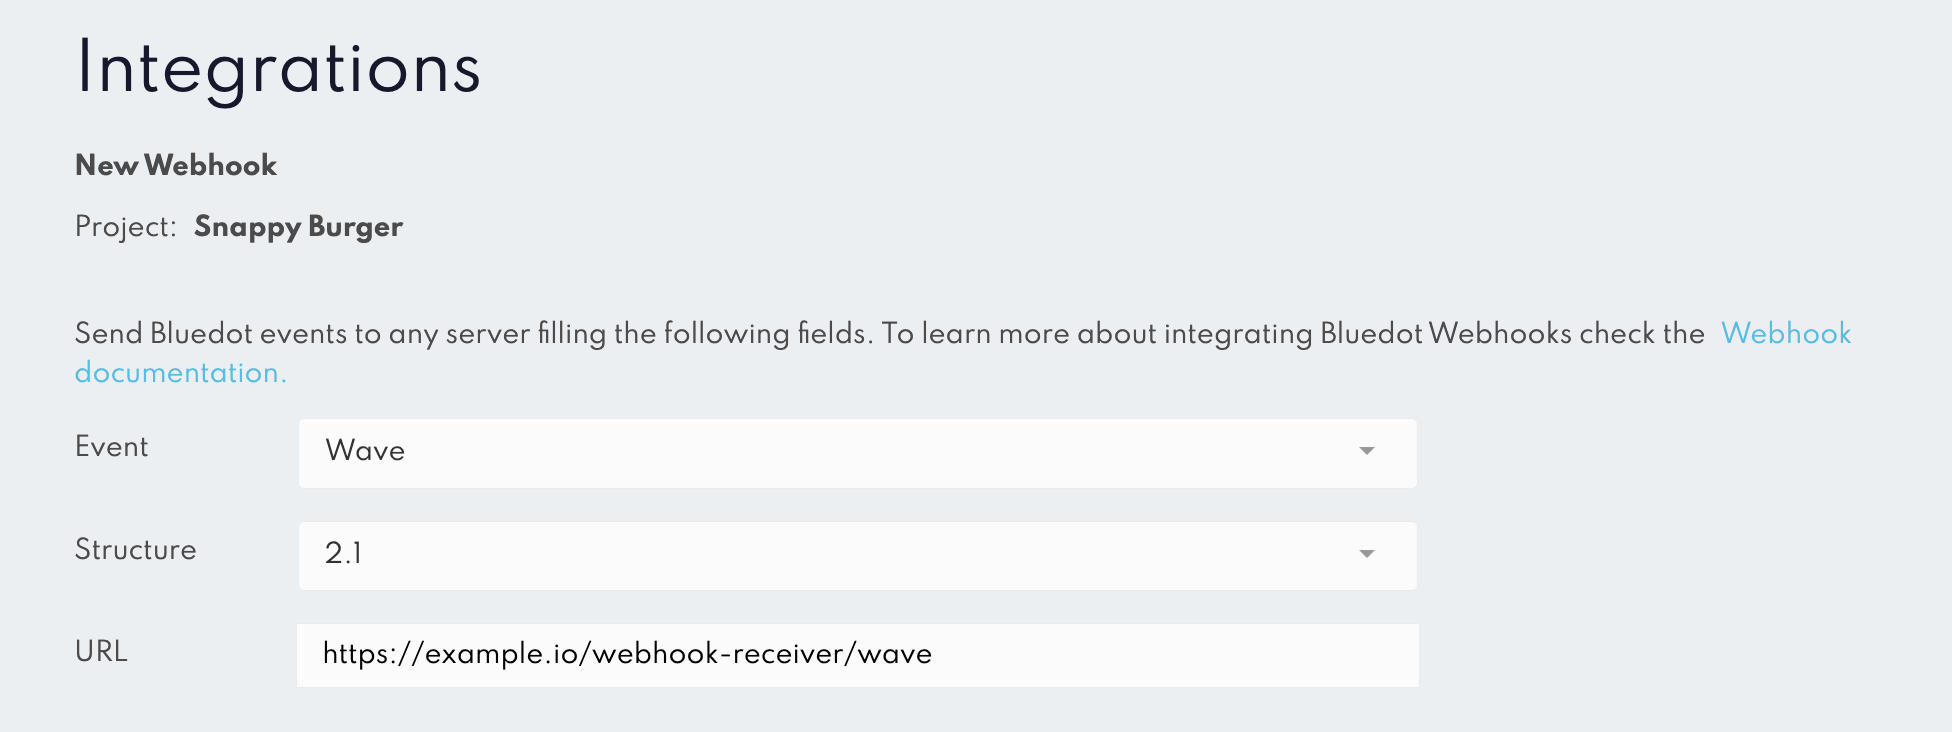 Integrations
New Webhook
Project: Snappy Burger
Send Bluedot events to any server filling the following fields. To learn more about integrating Bluedot Webhooks check the Webhook
documentation.
Event
Wave
Structure
2.1
URL
https://example.io/webhook-receiver/wave